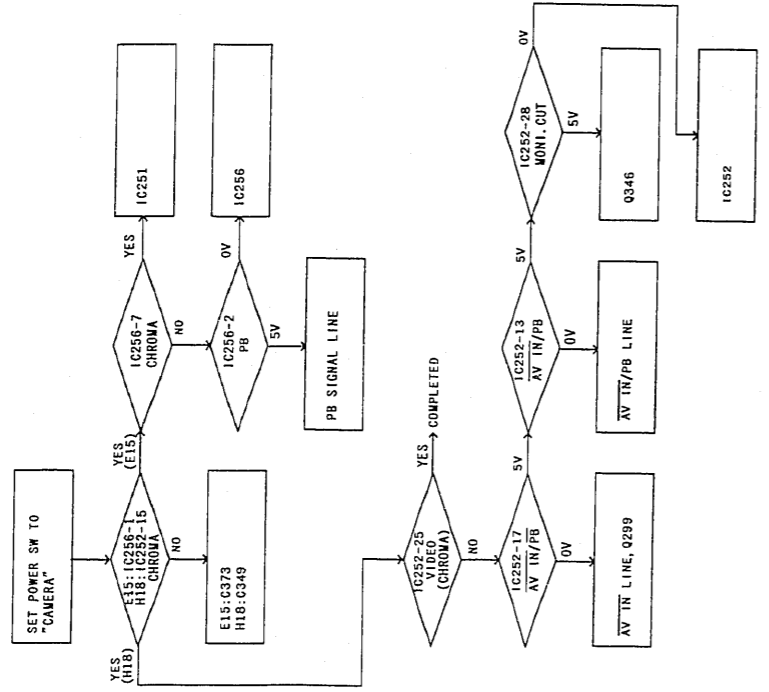 SET POWER SW TO
"CAMERA"
E15:IC256-1
H18:IC252-15
CHROMA
YES
(H18)
YES
(E15)
NO
E15:C373
H18:C349
IC256-7
CHROMA
YES
IC251
NO
IC256-2
PB
0V
IC256
5V
PB SIGNAL LINE
IC252-25
VIDEO
(CHROMA)
YES
COMPLETED
NO
IC252-17
AV IN/PB
5V
0V
AV IN LINE, Q299
IC252-13
AV IN/PB
5V
0V
AV IN/PB LINE
IC252-28
MONI.CUT
0V
5V
Q346
IC252